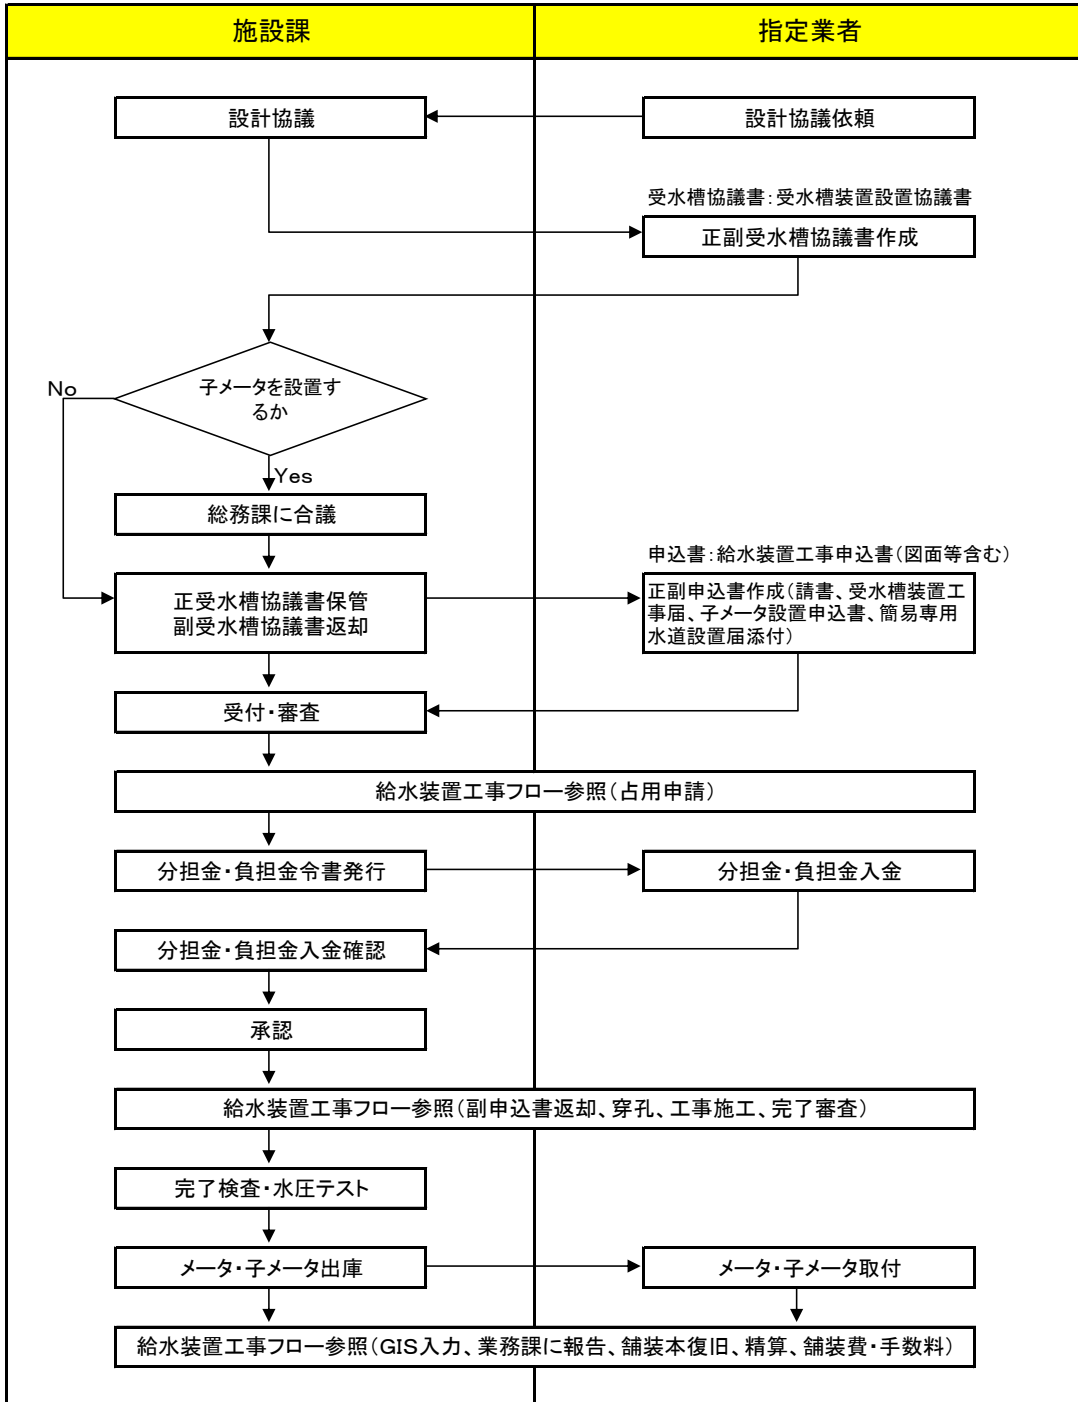 施設課
指定業者
設計協議
設計協議依頼
受水槽協議書：受水槽装置設置協議書
正副受水槽協議書作成
子メータを設置す
るか
No
Yes
総務課に合議
申込書：給水装置工事申込書（図面等含む）
正受水槽協議書保管
副受水槽協議書返却
正副申込書作成（請書、受水槽装置工
事届、子メータ設置申込書、簡易専用
水道設置届添付）
受付・審査
給水装置工事フロー参照（占用申請）
分担金・負担金令書発行
分担金・負担金入金
分担金・負担金入金確認
承認
給水装置工事フロー参照（副申込書返却、穿孔、工事施工、完了審査）
完了検査・水圧テスト
メータ・子メータ出庫
メータ・子メータ取付
給水装置工事フロー参照（GIS入力、業務課に報告、舗装本復旧、精算、舗装費・手数料）